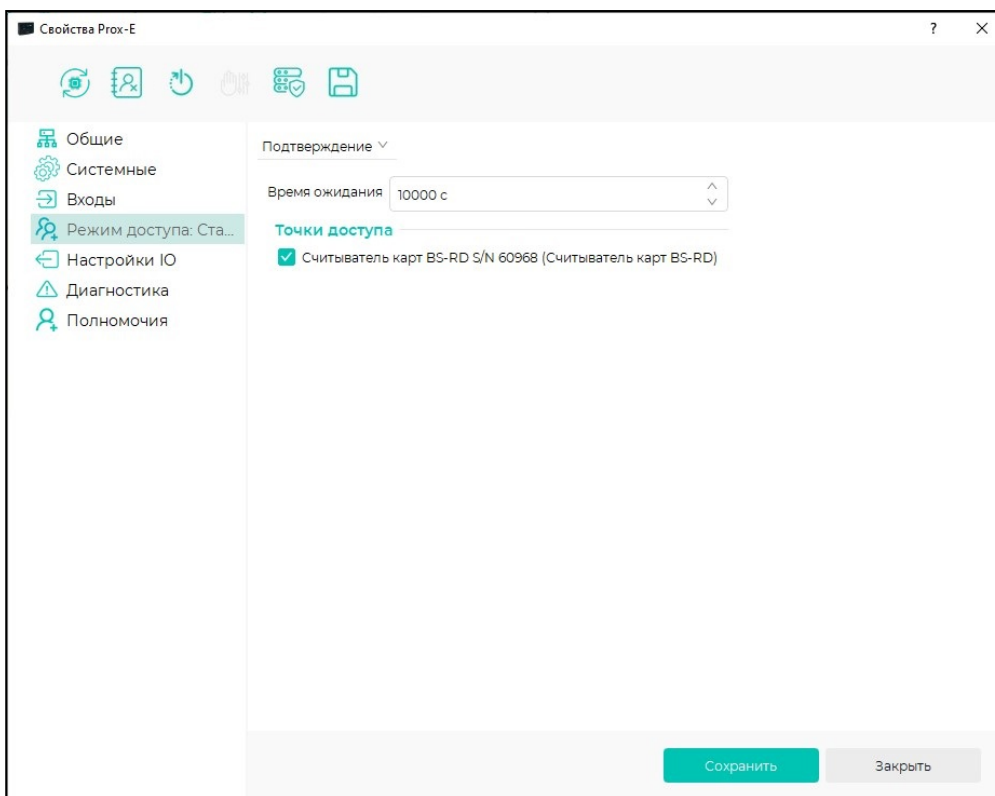 Свойства Prox-E
?
Общие
Системные
Входы
Режим доступа: Ста...
Настройки IO
Диагностика
Полномочия
Подтверждение
Время ожидания 10000 с
Точки доступа
Считыватель карт BS-RD S/N 60968 (Считыватель карт BS-RD)
Сохранить
Закрыть